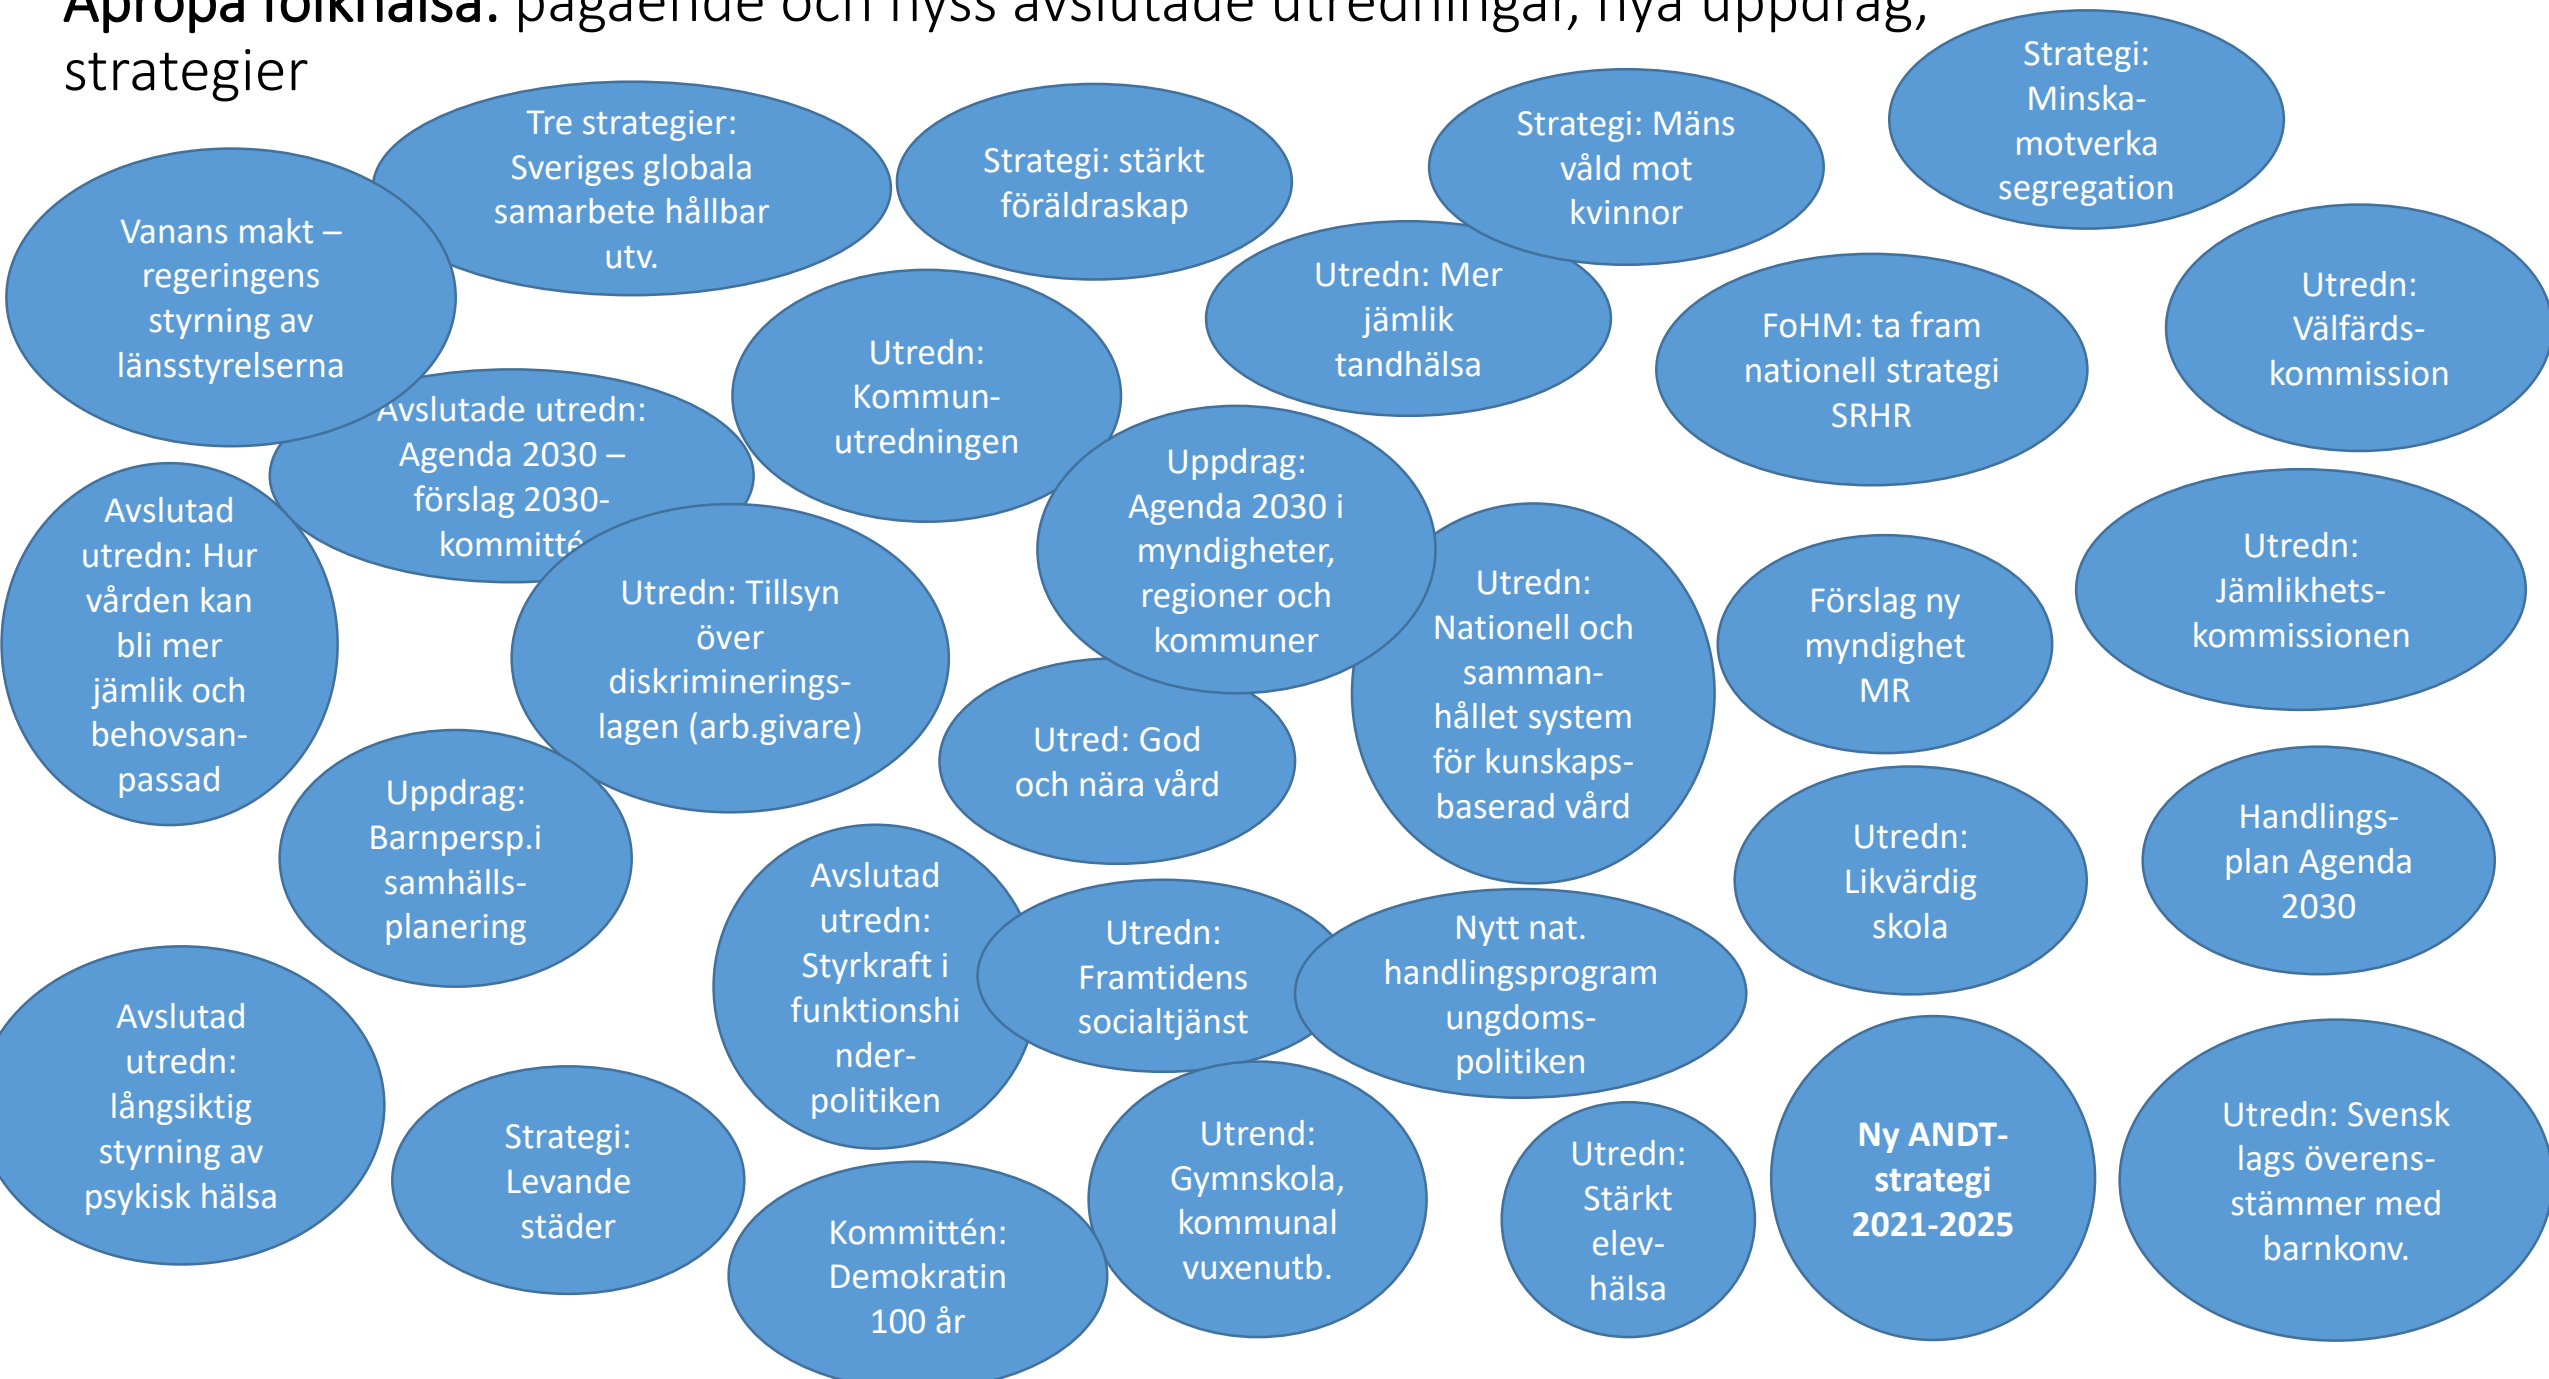 Apropå folkhälsa: pågående och nyss avslutade utredningar, nya uppdrag,
strategier
Tre strategier:
Sveriges globala
samarbete hållbar
utv.
Strategi: stärkt
föräldraskap
Strategi: Mäns
våld mot
kvinnor
Strategi:
Minska-
motverka
segregation
Vanans makt –
regeringens
styrning av
länsstyrelserna
Utredn:
Kommun-
utredningen
Utredn: Mer
jämlik
tandhälsa
FoHM: ta fram
nationell strategi
SRHR
Utredn:
Välfärds-
kommission
Avslutade utredn:
Agenda 2030 –
förslag 2030-
kommitté
Avslutad
utredn: Hur
vården kan
bli mer
jämlik och
behovsan-
passad
Utredn: Tillsyn
över
diskriminerings-
lagen (arb.givare)
Uppdrag:
Agenda 2030 i
myndigheter,
regioner och
kommuner
Utredn:
Nationell och
samman-
hållet system
för kunskaps-
baserad vård
Förslag ny
myndighet
MR
Utredn:
Jämlikhets-
kommissionen
Utred: God
och nära vård
Uppdrag:
Barnpersp.i
samhälls-
planering
Avslutad
utredn:
Styrkraft i
funktionshi
nder-
politiken
Utredn:
Framtidens
socialtjänst
Nytt nat.
handlingsprogram
ungdoms-
politiken
Utredn:
Likvärdig
skola
Handlings-
plan Agenda
2030
Avslutad
utredn:
långsiktig
styrning av
psykisk hälsa
Strategi:
Levande
städer
Kommittén:
Demokratin
100 år
Utrend:
Gymnskola,
kommunal
vuxenutb.
Utredn:
Stärkt
elev-
hälsa
Ny ANDT-
strategi
2021-2025
Utredn: Svensk
lags överens-
stämmer med
barnkonv.